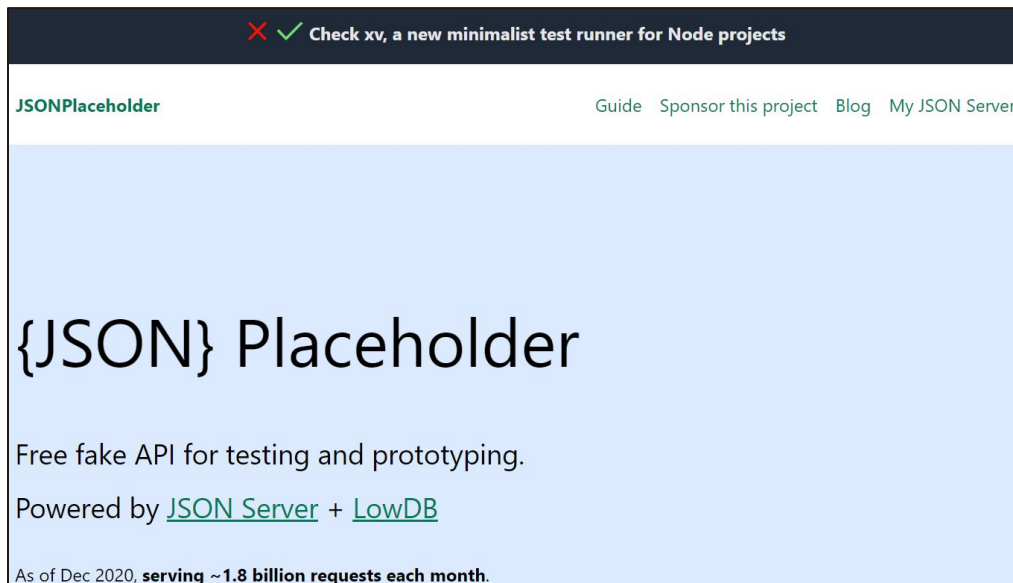 Check xv, a new minimalist test runner for Node projects
JSONPlaceholder
Guide Sponsor this project Blog My JSON Server
{JSON} Placeholder
Free fake API for testing and prototyping.
Powered by JSON Server + LowDB
As of Dec 2020, serving ~1.8 billion requests each month.